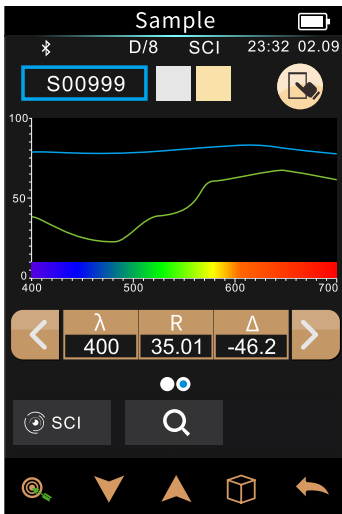 Sample
D/8 SCI 23:32 02.09
S00999
100
50
0
400 500 600 700
λ R Δ
400 35.01 -46.2
SCI